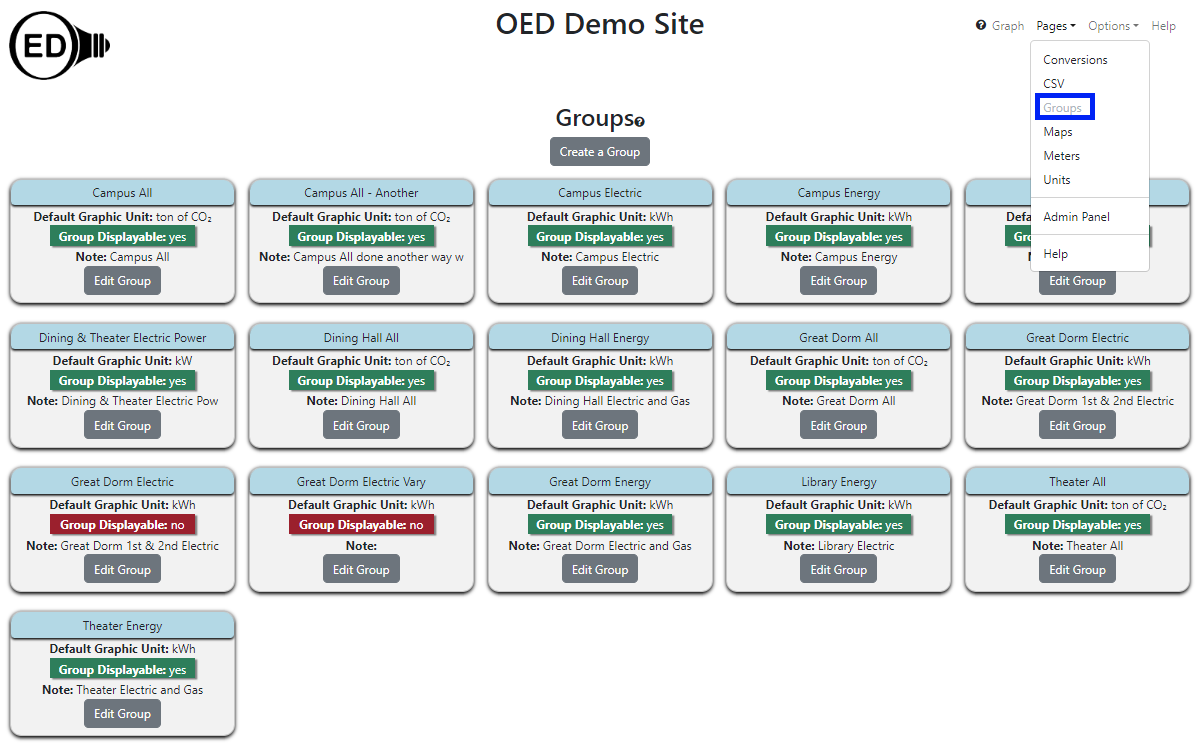 ED
OED Demo Site
Graph Pages Options Help
Conversions
CSV
Groups
Maps
Meters
Units
Admin Panel
Help
Groups
Create a Group
Campus All
Default Graphic Unit: ton of CO₂
Group Displayable: yes
Note: Campus All
Edit Group
Campus All - Another
Default Graphic Unit: ton of CO₂
Group Displayable: yes
Note: Campus All done another way w
Edit Group
Campus Electric
Default Graphic Unit: kWh
Group Displayable: yes
Note: Campus Electric
Edit Group
Campus Energy
Default Graphic Unit: kWh
Group Displayable: yes
Note: Campus Energy
Edit Group
Edit Group
Dining & Theater Electric Power
Default Graphic Unit: kW
Group Displayable: yes
Note: Dining & Theater Electric Pow
Edit Group
Dining Hall All
Default Graphic Unit: ton of CO₂
Group Displayable: yes
Note: Dining Hall All
Edit Group
Dining Hall Energy
Default Graphic Unit: kWh
Group Displayable: yes
Note: Dining Hall Electric and Gas
Edit Group
Great Dorm All
Default Graphic Unit: ton of CO₂
Group Displayable: yes
Note: Great Dorm All
Edit Group
Great Dorm Electric
Default Graphic Unit: kWh
Group Displayable: yes
Note: Great Dorm 1st & 2nd Electric
Edit Group
Great Dorm Electric
Default Graphic Unit: kWh
Group Displayable: no
Note: Great Dorm 1st & 2nd Electric
Edit Group
Great Dorm Electric Vary
Default Graphic Unit: kWh
Group Displayable: no
Note:
Edit Group
Great Dorm Energy
Default Graphic Unit: kWh
Group Displayable: yes
Note: Great Dorm Electric and Gas
Edit Group
Library Energy
Default Graphic Unit: kWh
Group Displayable: yes
Note: Library Electric
Edit Group
Theater All
Default Graphic Unit: ton of CO₂
Group Displayable: yes
Note: Theater All
Edit Group
Theater Energy
Default Graphic Unit: kWh
Group Displayable: yes
Note: Theater Electric and Gas
Edit Group